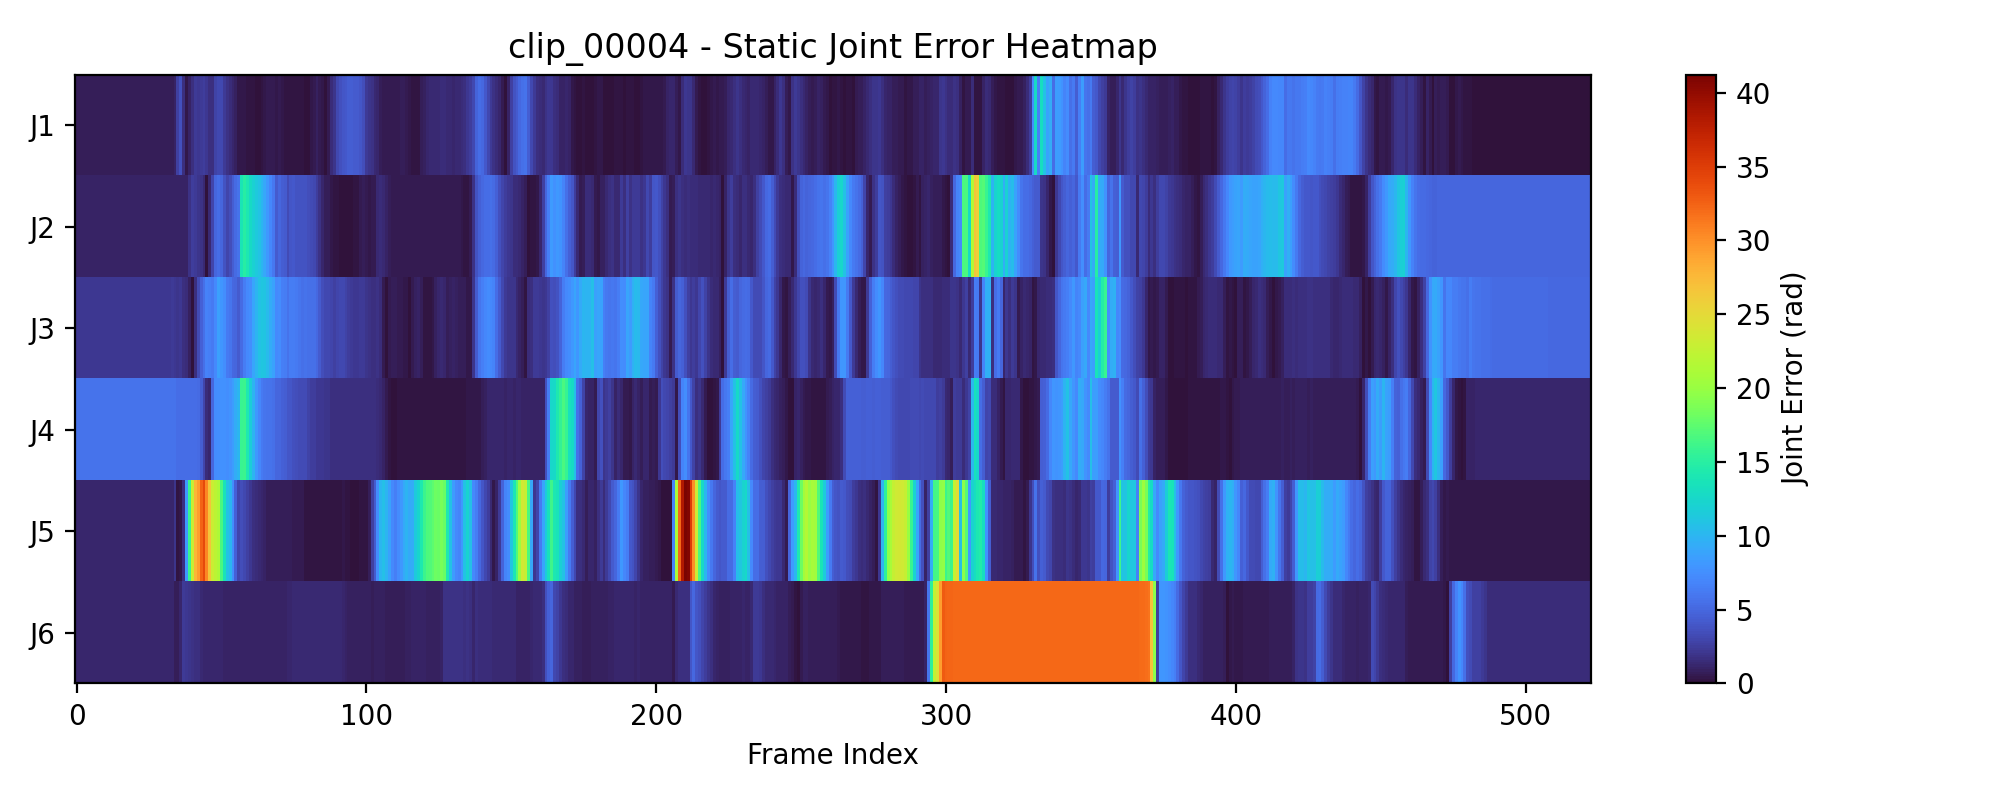 clip_00004 - Static Joint Error Heatmap
J1
J2
J3
J4
J5
J6
0 100 200 300 400 500
Frame Index
40
35
30
25
20
15
10
5
0
Joint Error (rad)